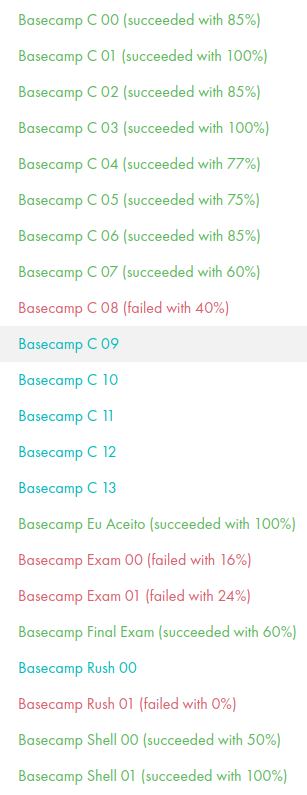 Basecamp C 00 (succeeded with 85%)
Basecamp C 01 (succeeded with 100%)
Basecamp C 02 (succeeded with 85%)
Basecamp C 03 (succeeded with 100%)
Basecamp C 04 (succeeded with 77%)
Basecamp C 05 (succeeded with 75%)
Basecamp C 06 (succeeded with 85%)
Basecamp C 07 (succeeded with 60%)
Basecamp C 08 (failed with 40%)
Basecamp C 09
Basecamp C 10
Basecamp C 11
Basecamp C 12
Basecamp C 13
Basecamp Eu Aceito (succeeded with 100%)
Basecamp Exam 00 (failed with 16%)
Basecamp Exam 01 (failed with 24%)
Basecamp Final Exam (succeeded with 60%)
Basecamp Rush 00
Basecamp Rush 01 (failed with 0%)
Basecamp Shell 00 (succeeded with 50%)
Basecamp Shell 01 (succeeded with 100%)